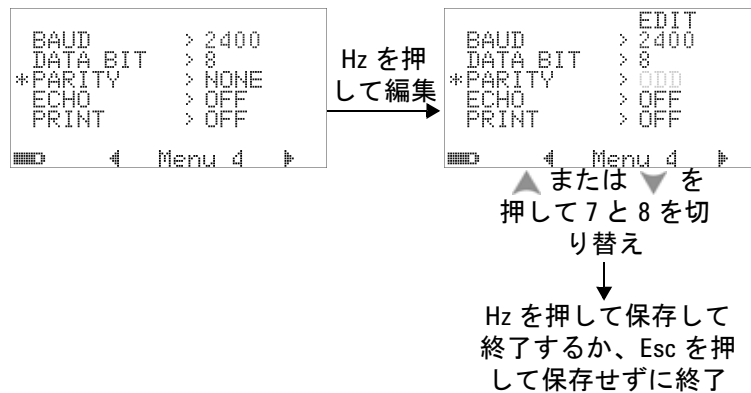 BAUD > 2400
DATA BIT > 8
*PARITY > NONE
ECHO > OFF
PRINT > OFF
Menu 4
Hz を押
して編集
EDIT
BAUD > 2400
DATA BIT > 8
*PARITY > ODD
ECHO > OFF
PRINT > OFF
Menu 4
または を
押して 7 と 8 を切
り替え
Hz を押して保存して
終了するか、Esc を押
して保存せずに終了